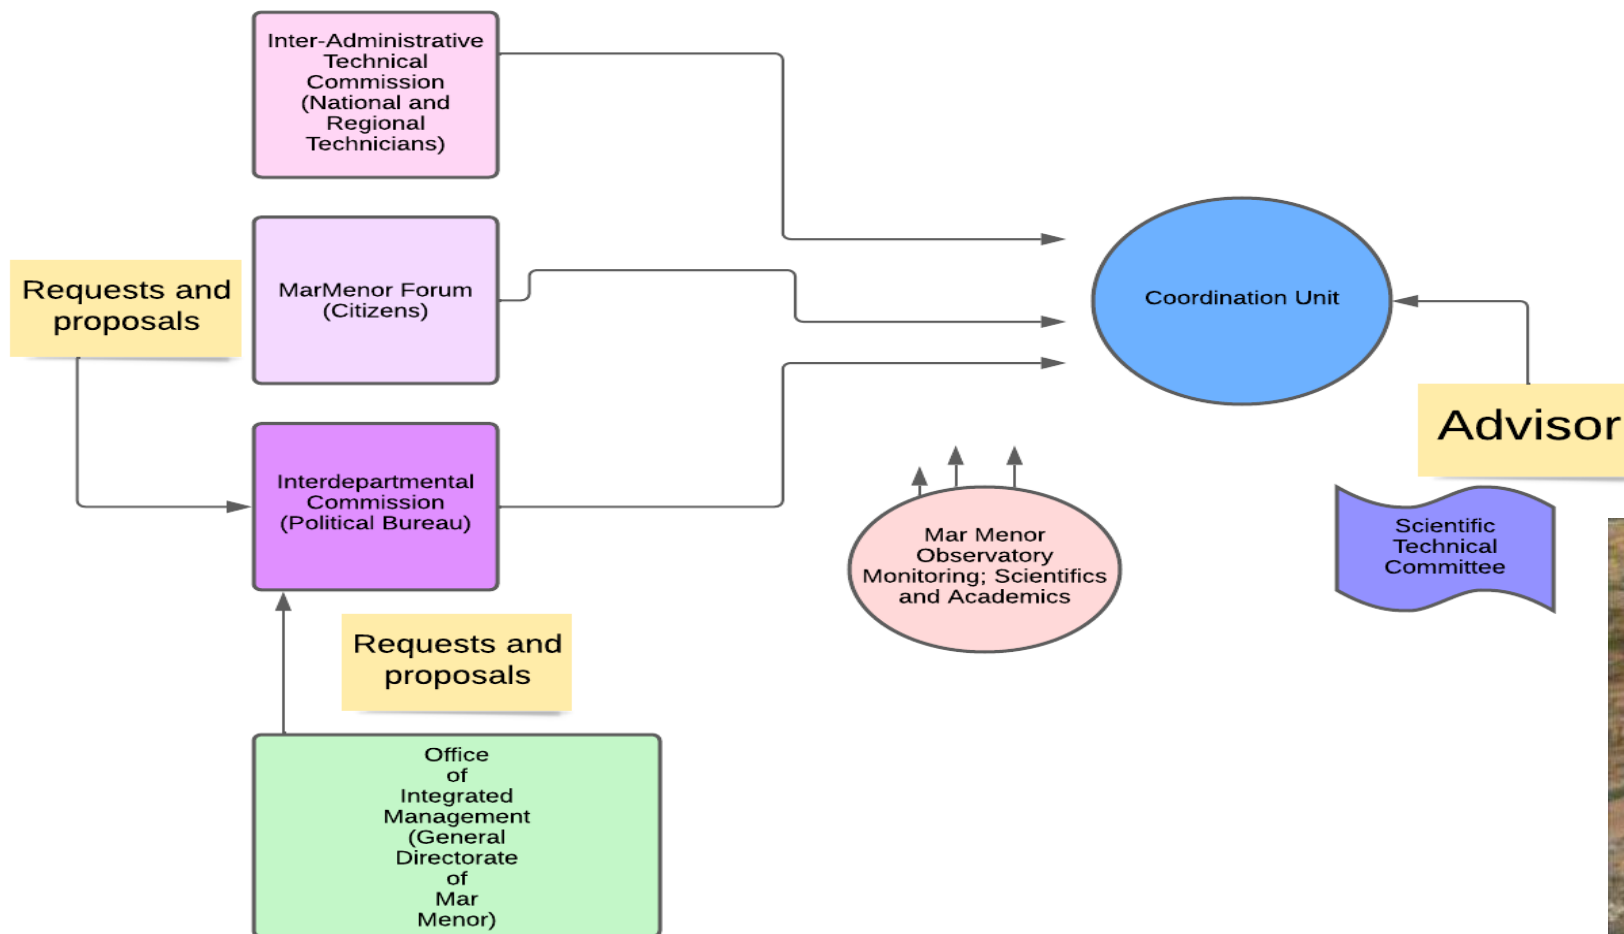 Inter-Administrative
Technical
Commission
(National and
Regional
Technicians)
Requests and
proposals
MarMenor Forum
(Citizens)
Coordination Unit
Advisor
Interdepartmental
Commission
(Political Bureau)
Mar Menor
Observatory
Monitoring; Scientifics
and Academics
Scientific
Technical
Committee
Requests and
proposals
Office
of
Integrated
Management
(General
Directorate
of
Mar
Menor)